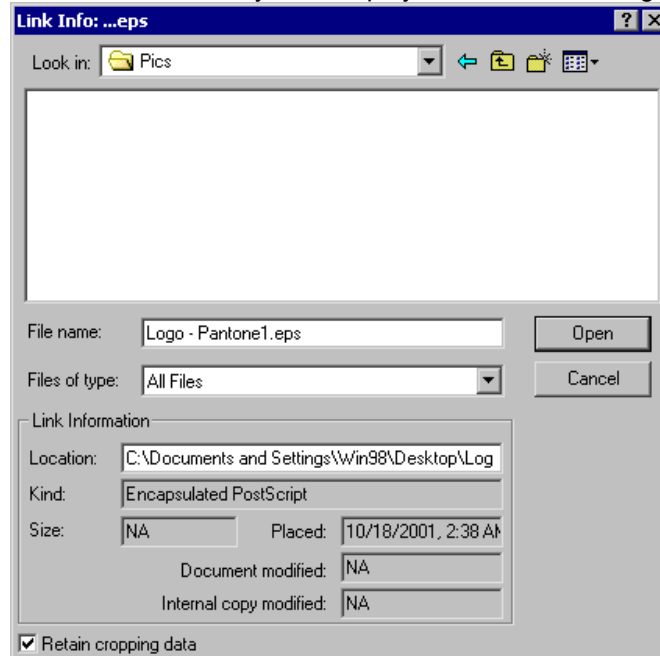 Link Info: ...eps
Look in: Pics
File name: Logo - Pantone1.eps Open
Files of type: All Files Cancel
Link Information
Location: C:\Documents and Settings\Win98\Desktop\Log
Kind: Encapsulated PostScript
Size: NA Placed: 10/18/2001, 2:38 AM
Document modified: NA
Internal copy modified: NA
Retain cropping data